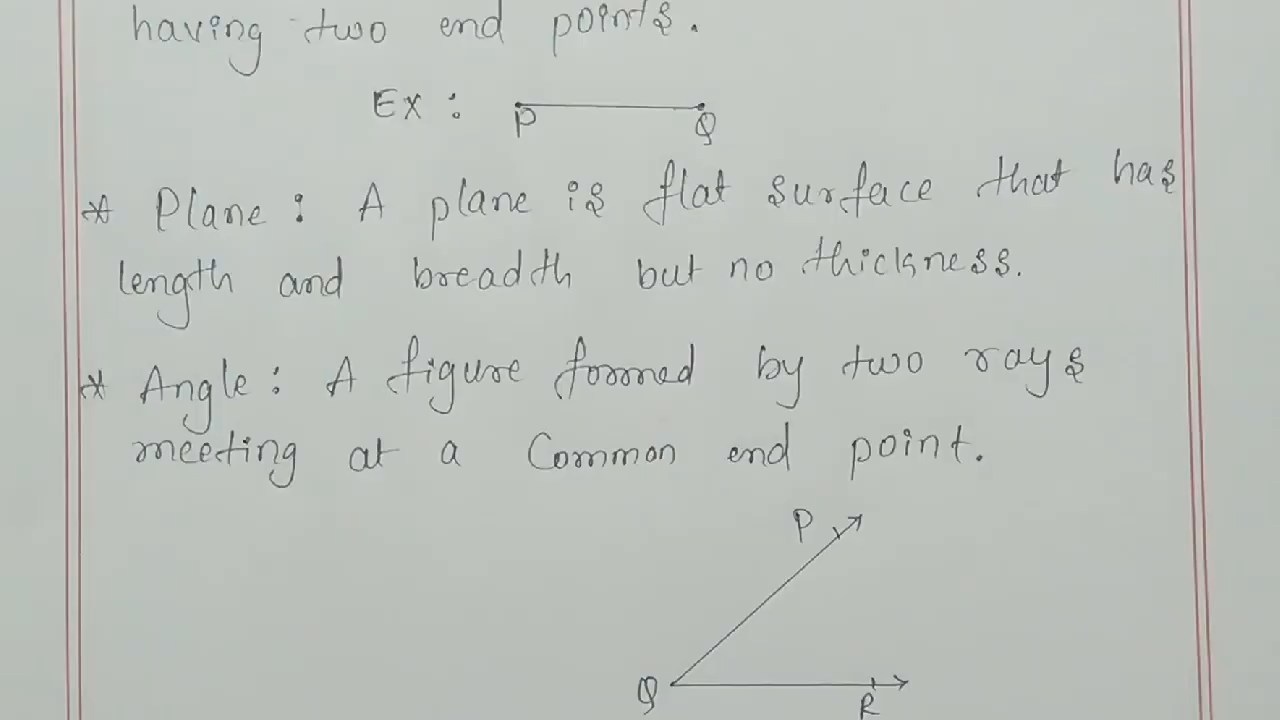 having two end points.
Ex :
P Q
* Plane : A plane is flat surface that has
length and breadth but no thickness.
* Angle : A figure formed by two rays
meeting at a Common end point.
P
Q R